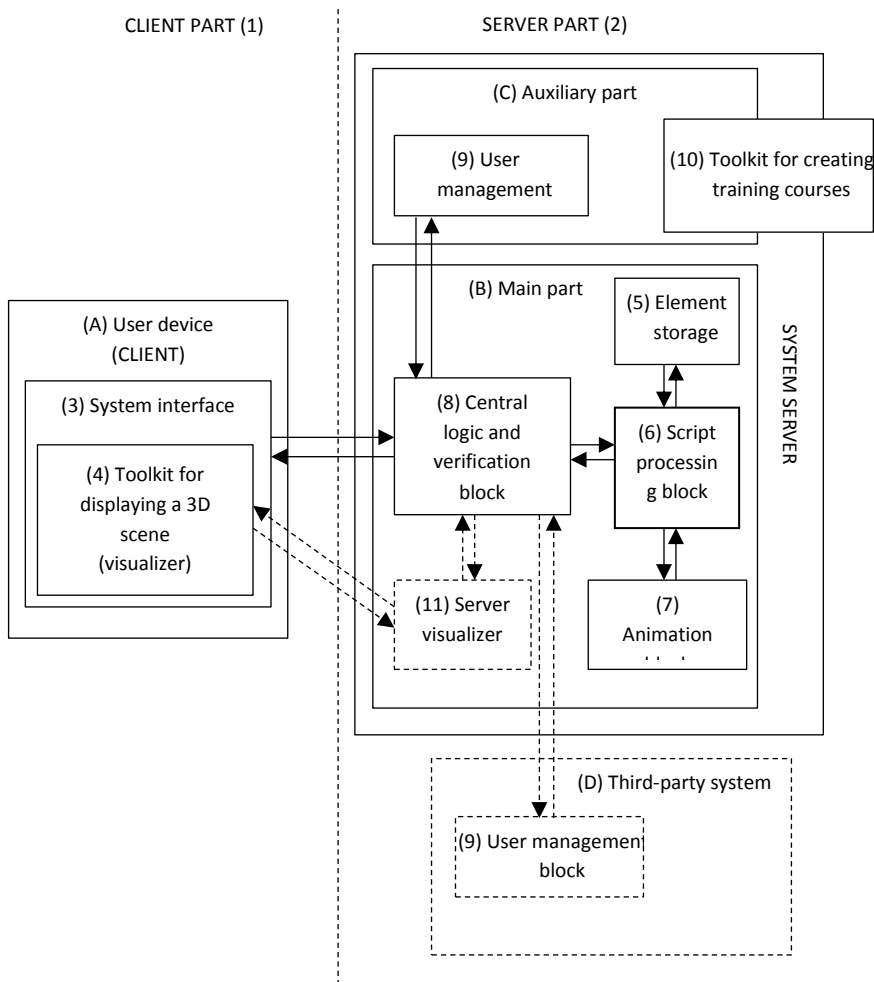 CLIENT PART (1)
SERVER PART (2)
(C) Auxiliary part
(9) User
management
(10) Toolkit for creating
training courses
(B) Main part
(5) Element
storage
SYSTEM SERVER
(A) User device
(CLIENT)
(3) System interface
(4) Toolkit for
displaying a 3D
scene
(visualizer)
(8) Central
logic and
verification
block
(6) Script
processin
g block
(11) Server
visualizer
(7)
Animation
(D) Third-party system
(9) User management
block